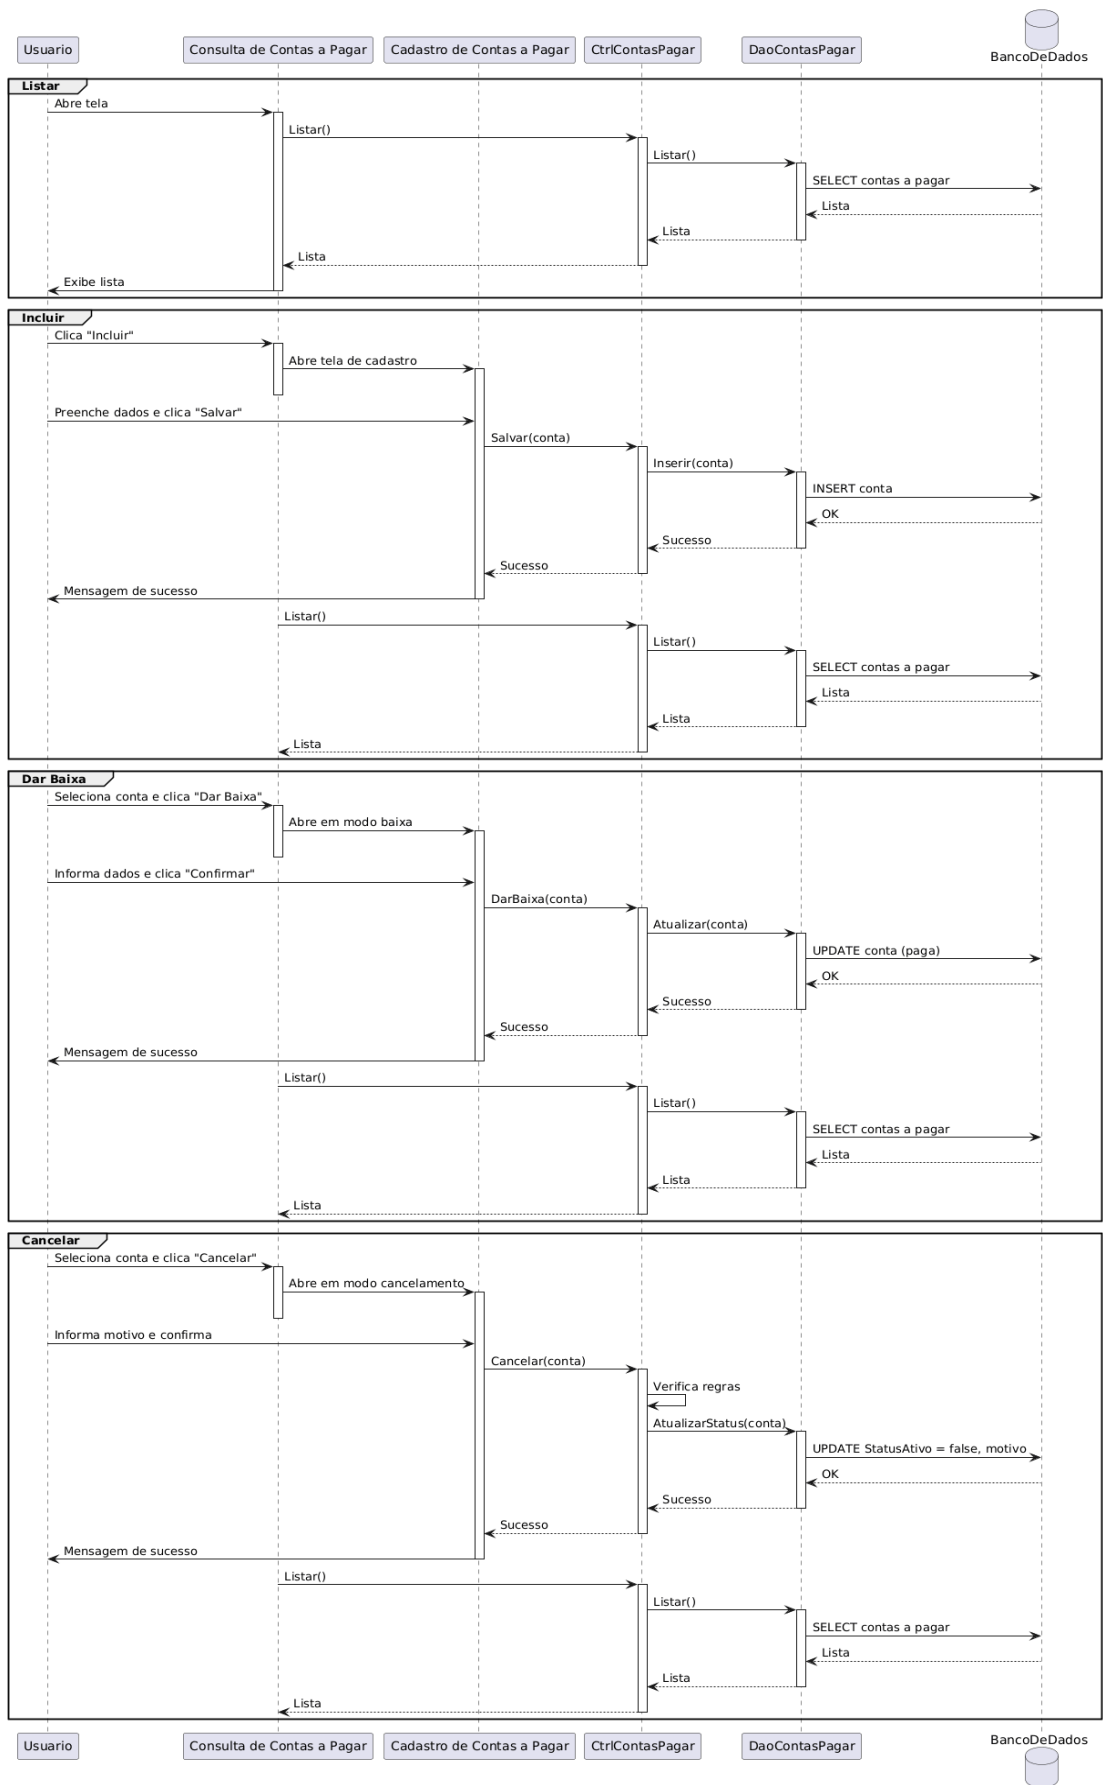 Usuario
Consulta de Contas a Pagar
Cadastro de Contas a Pagar
CtrlContasPagar
DaoContasPagar
BancoDeDados
Listar
Abre tela
Listar()
Listar()
SELECT contas a pagar
Lista
Lista
Lista
Exibe lista
Incluir
Clica "Incluir"
Abre tela de cadastro
Preenche dados e clica "Salvar"
Salvar(conta)
Inserir(conta)
INSERT conta
OK
Sucesso
Sucesso
Mensagem de sucesso
Listar()
Listar()
SELECT contas a pagar
Lista
Lista
Lista
Dar Baixa
Seleciona conta e clica "Dar Baixa"
Abre em modo baixa
Informa dados e clica "Confirmar"
DarBaixa(conta)
Atualizar(conta)
UPDATE conta (paga)
OK
Sucesso
Sucesso
Mensagem de sucesso
Listar()
Listar()
SELECT contas a pagar
Lista
Lista
Lista
Cancelar
Seleciona conta e clica "Cancelar"
Abre em modo cancelamento
Informa motivo e confirma
Cancelar(conta)
Verifica regras
AtualizarStatus(conta)
UPDATE StatusAtivo = false, motivo
OK
Sucesso
Sucesso
Mensagem de sucesso
Listar()
Listar()
SELECT contas a pagar
Lista
Lista
Lista
Usuario
Consulta de Contas a Pagar
Cadastro de Contas a Pagar
CtrlContasPagar
DaoContasPagar
BancoDeDados